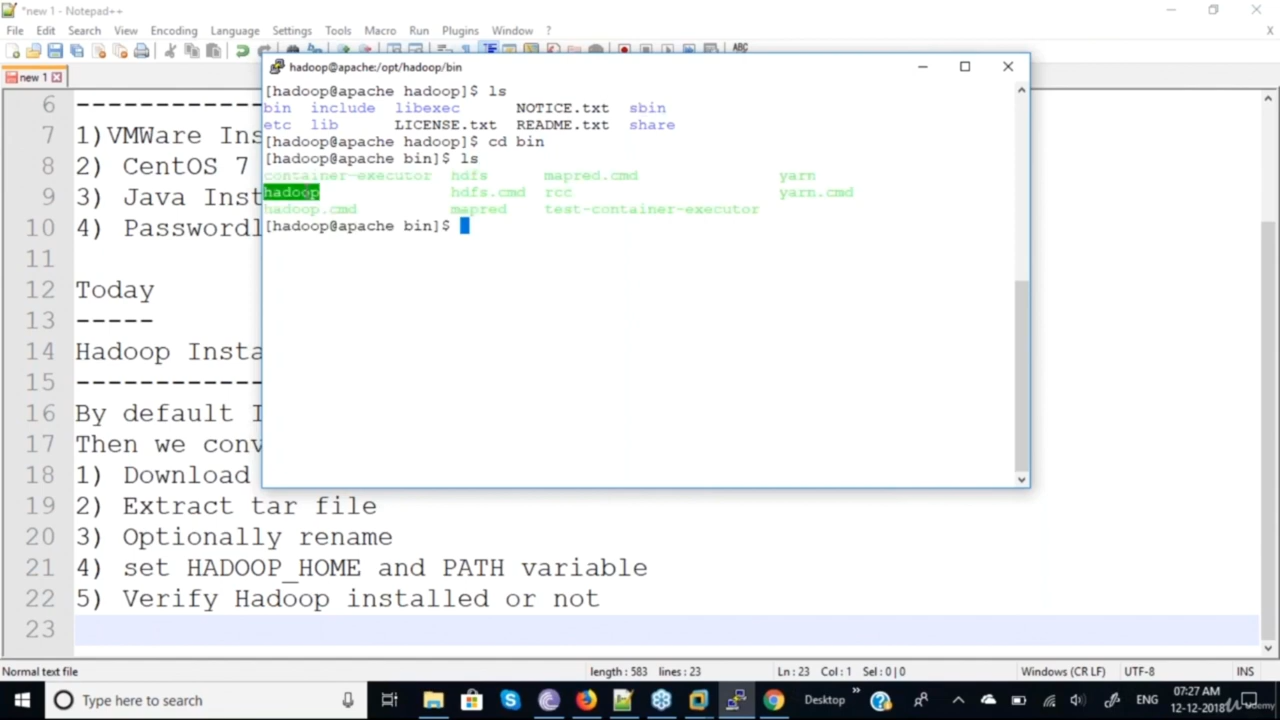 *new 1 - Notepad++
File Edit Search View Encoding Language Settings Tools Macro Run Plugins Window ?
X
ABC
new 1
hadoop@apache:/opt/hadoop/bin
[hadoop@apache hadoop]$ ls
bin include libexec NOTICE.txt sbin
etc lib LICENSE.txt README.txt share
[hadoop@apache hadoop]$ cd bin
[hadoop@apache bin]$ ls
container-executor hdfs mapred.cmd yarn
hadoop hdfs.cmd rcc yarn.cmd
hadoop.cmd mapred test-container-executor
[hadoop@apache bin]$
6 ------------
7 1)VMWare Ins
8 2) CentOS 7
9 3) Java Inst
10 4) Passwordl
11
12 Today
13 -----
14 Hadoop Insta
15 ------------
16 By default I
17 Then we conv
18 1) Download
19 2) Extract tar file
20 3) Optionally rename
21 4) set HADOOP_HOME and PATH variable
22 5) Verify Hadoop installed or not
23
Normal text file length : 583 lines : 23 Ln : 23 Col : 1 Sel : 0 | 0 Windows (CR LF) UTF-8 INS
Type here to search Desktop ENG 07:27 AM
12-12-2018
Udemy